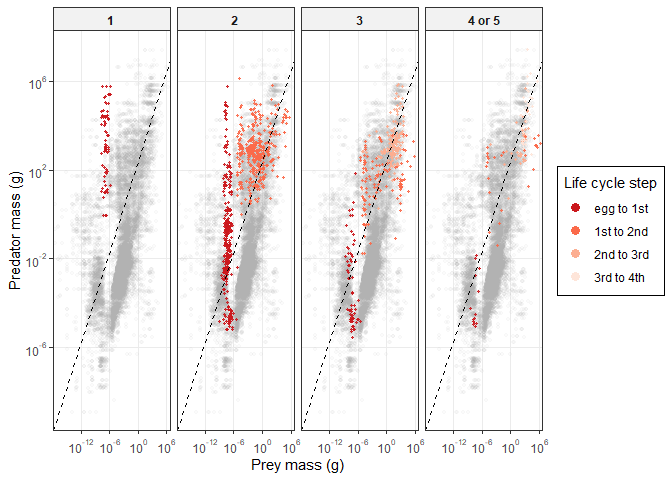 1 2 3 4 or 5
10^6
10^2
10^-2
10^-6
Predator mass (g)
10^-12 10^-6 10^0 10^6 10^-12 10^-6 10^0 10^6 10^-12 10^-6 10^0 10^6 10^-12 10^-6 10^0 10^6
Prey mass (g)
Life cycle step
egg to 1st
1st to 2nd
2nd to 3rd
3rd to 4th